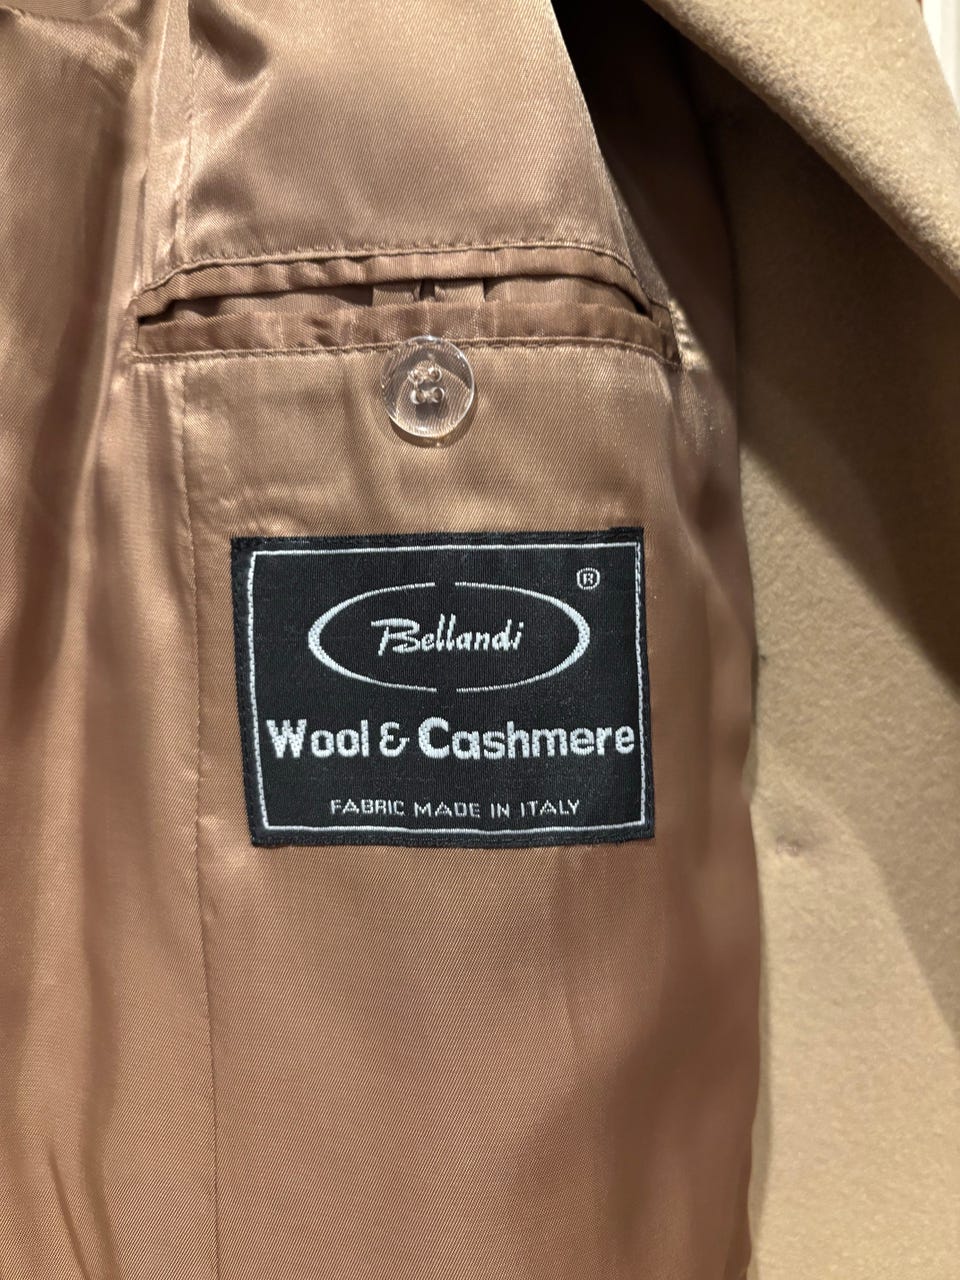 ®
Bellandi
Wool & Cashmere
FABRIC MADE IN ITALY